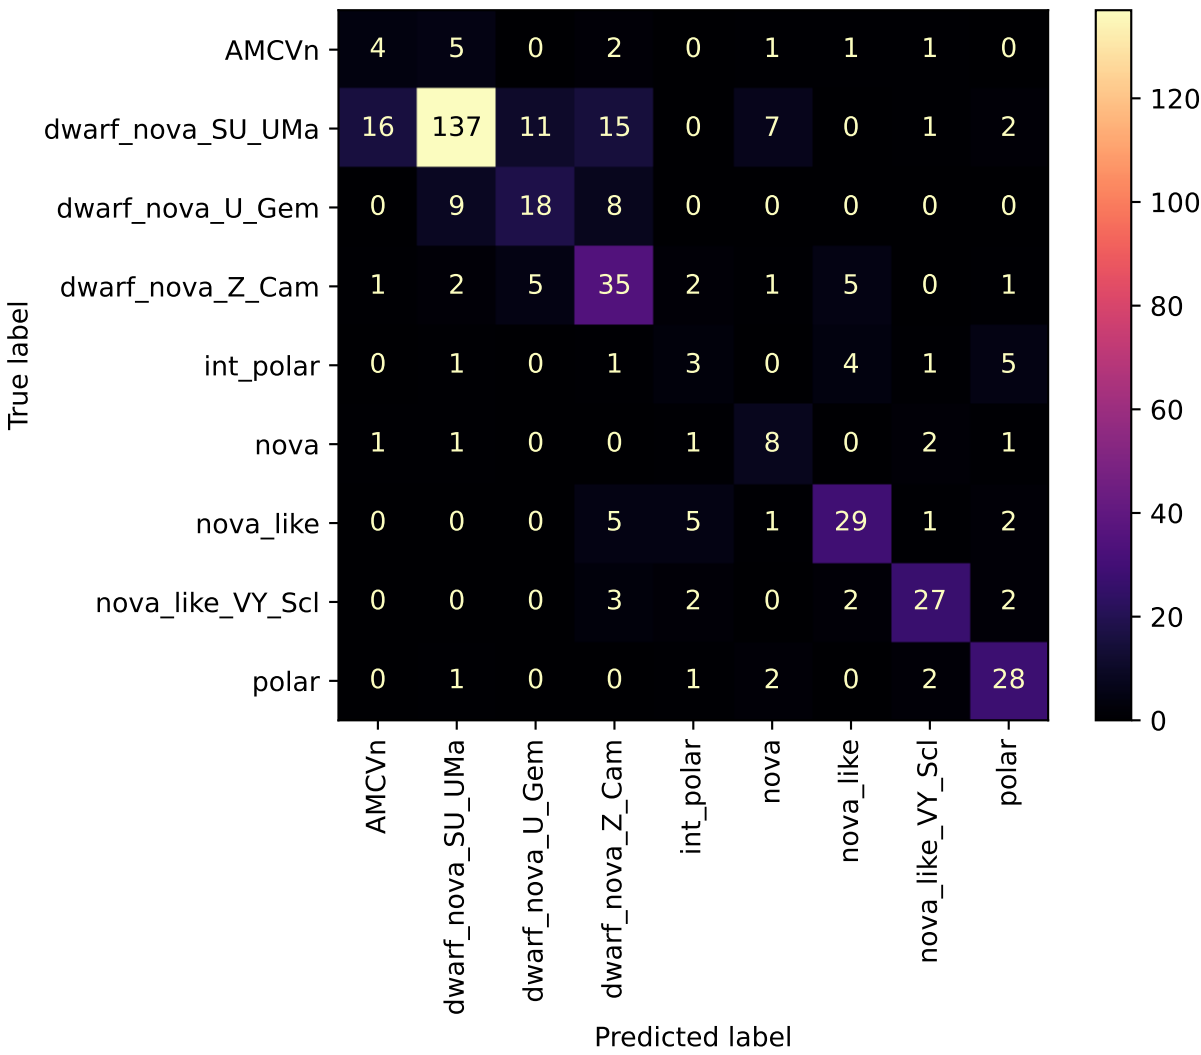 True label
AMCVn 4 5 0 2 0 1 1 1 0
dwarf_nova_SU_UMa 16 137 11 15 0 7 0 1 2
dwarf_nova_U_Gem 0 9 18 8 0 0 0 0 0
dwarf_nova_Z_Cam 1 2 5 35 2 1 5 0 1
int_polar 0 1 0 1 3 0 4 1 5
nova 1 1 0 0 1 8 0 2 1
nova_like 0 0 0 5 5 1 29 1 2
nova_like_VY_Scl 0 0 0 3 2 0 2 27 2
polar 0 1 0 0 1 2 0 2 28
AMCVn
dwarf_nova_SU_UMa
dwarf_nova_U_Gem
dwarf_nova_Z_Cam
int_polar
nova
nova_like
nova_like_VY_Scl
polar
Predicted label
120
100
80
60
40
20
0